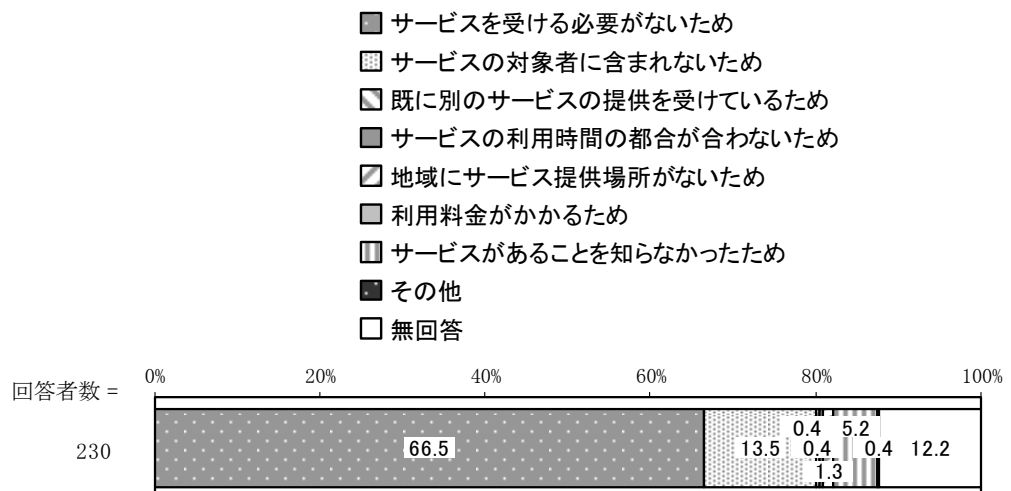 サービスを受ける必要がないため
サービスの対象者に含まれないため
既に別のサービスの提供を受けているため
サービスの利用時間の都合が合わないため
地域にサービス提供場所がないため
利用料金がかかるため
サービスがあることを知らなかったため
その他
無回答
回答者数 =
0% 20% 40% 60% 80% 100%
230
66.5 13.5 0.4 0.4 1.3 5.2 0.4 12.2